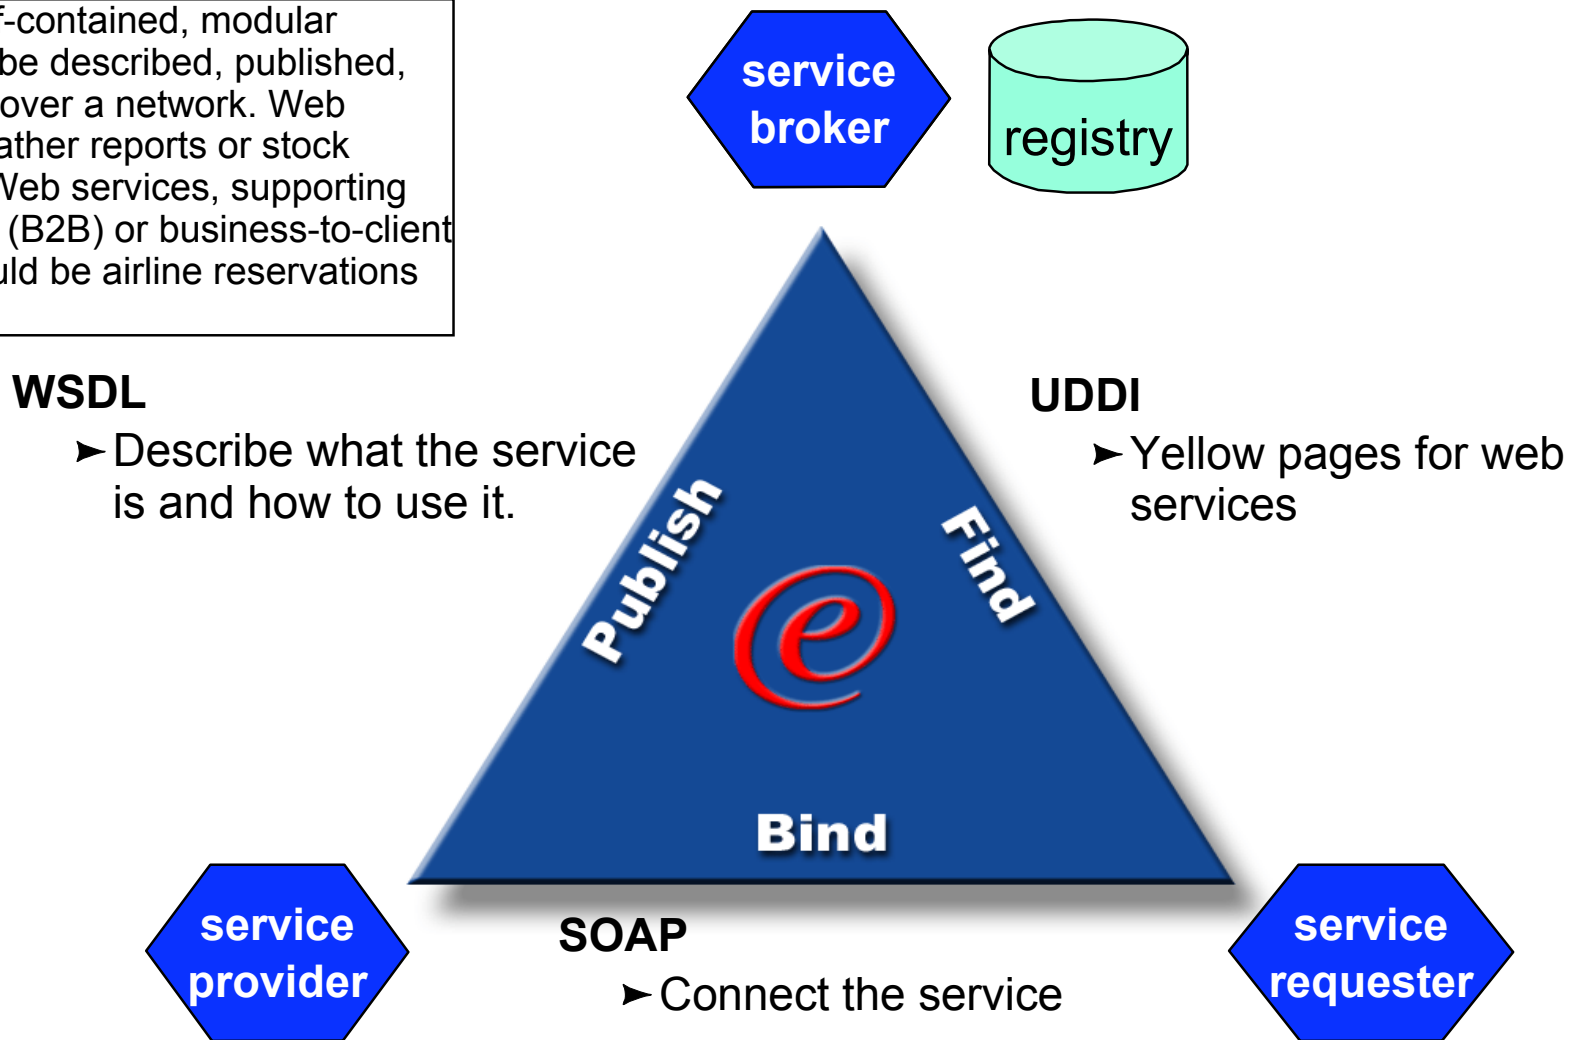 f-contained, modular
be described, published,
over a network. Web
ather reports or stock
Web services, supporting
(B2B) or business-to-client
uld be airline reservations
service
broker
registry
WSDL
➤ Describe what the service
is and how to use it.
UDDI
➤ Yellow pages for web
services
Publish
Find
e
Bind
service
provider
SOAP
➤ Connect the service
service
requester